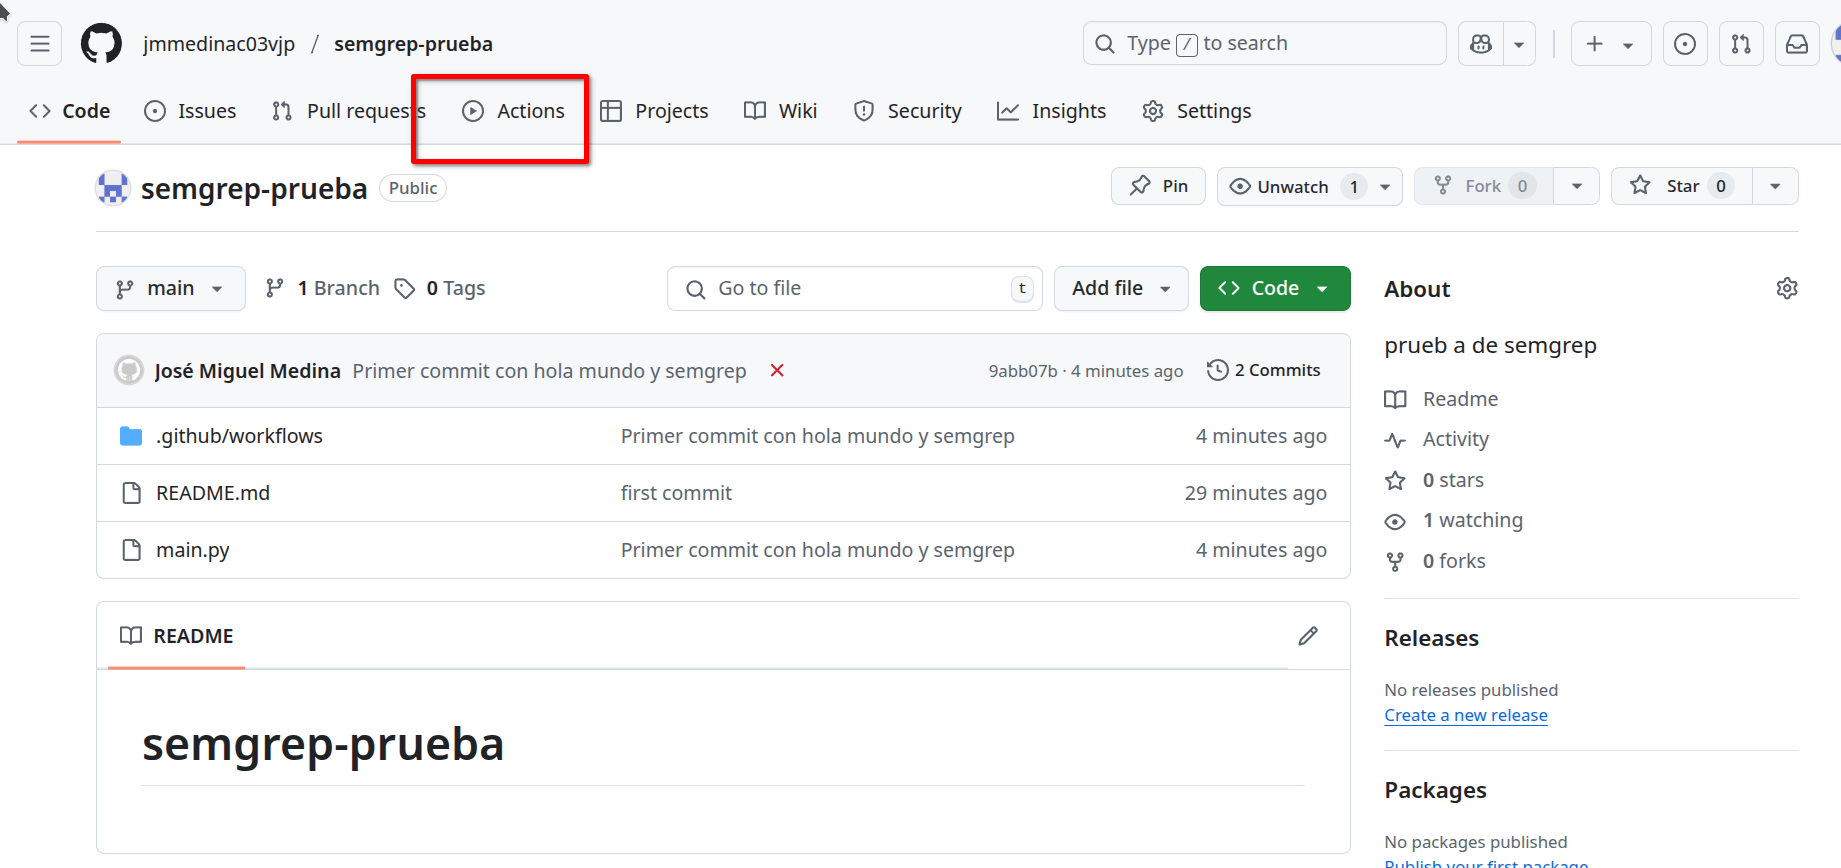 jmmedinac03vjp / semgrep-prueba
Type / to search
Code Issues Pull requests Actions Projects Wiki Security Insights Settings
semgrep-prueba Public
Pin Unwatch 1 Fork 0 Star 0
main 1 Branch 0 Tags
Go to file t Add file Code
About
prueb a de semgrep
José Miguel Medina Primer commit con hola mundo y semgrep 9abb07b · 4 minutes ago 2 Commits
.github/workflows Primer commit con hola mundo y semgrep 4 minutes ago
README.md first commit 29 minutes ago
main.py Primer commit con hola mundo y semgrep 4 minutes ago
Readme
Activity
0 stars
1 watching
0 forks
README
semgrep-prueba
Releases
No releases published
Create a new release
Packages
No packages published
Publish your first package